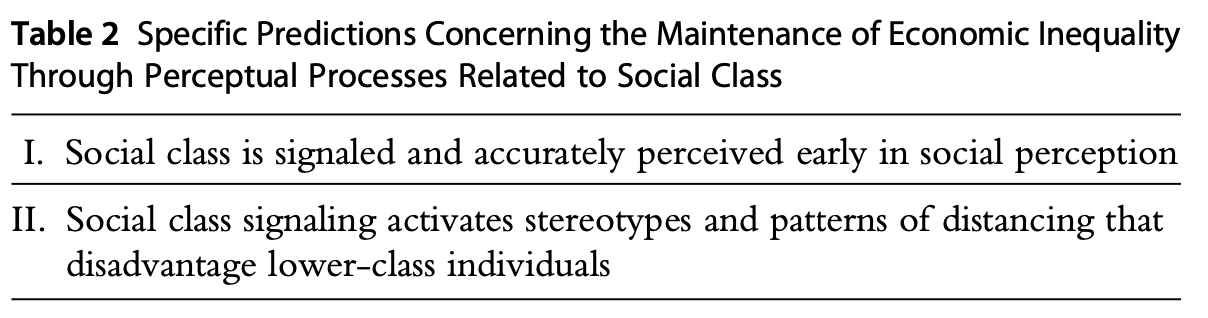 Table 2 Specific Predictions Concerning the Maintenance of Economic Inequality
Through Perceptual Processes Related to Social Class
I. Social class is signaled and accurately perceived early in social perception
II. Social class signaling activates stereotypes and patterns of distancing that
disadvantage lower-class individuals